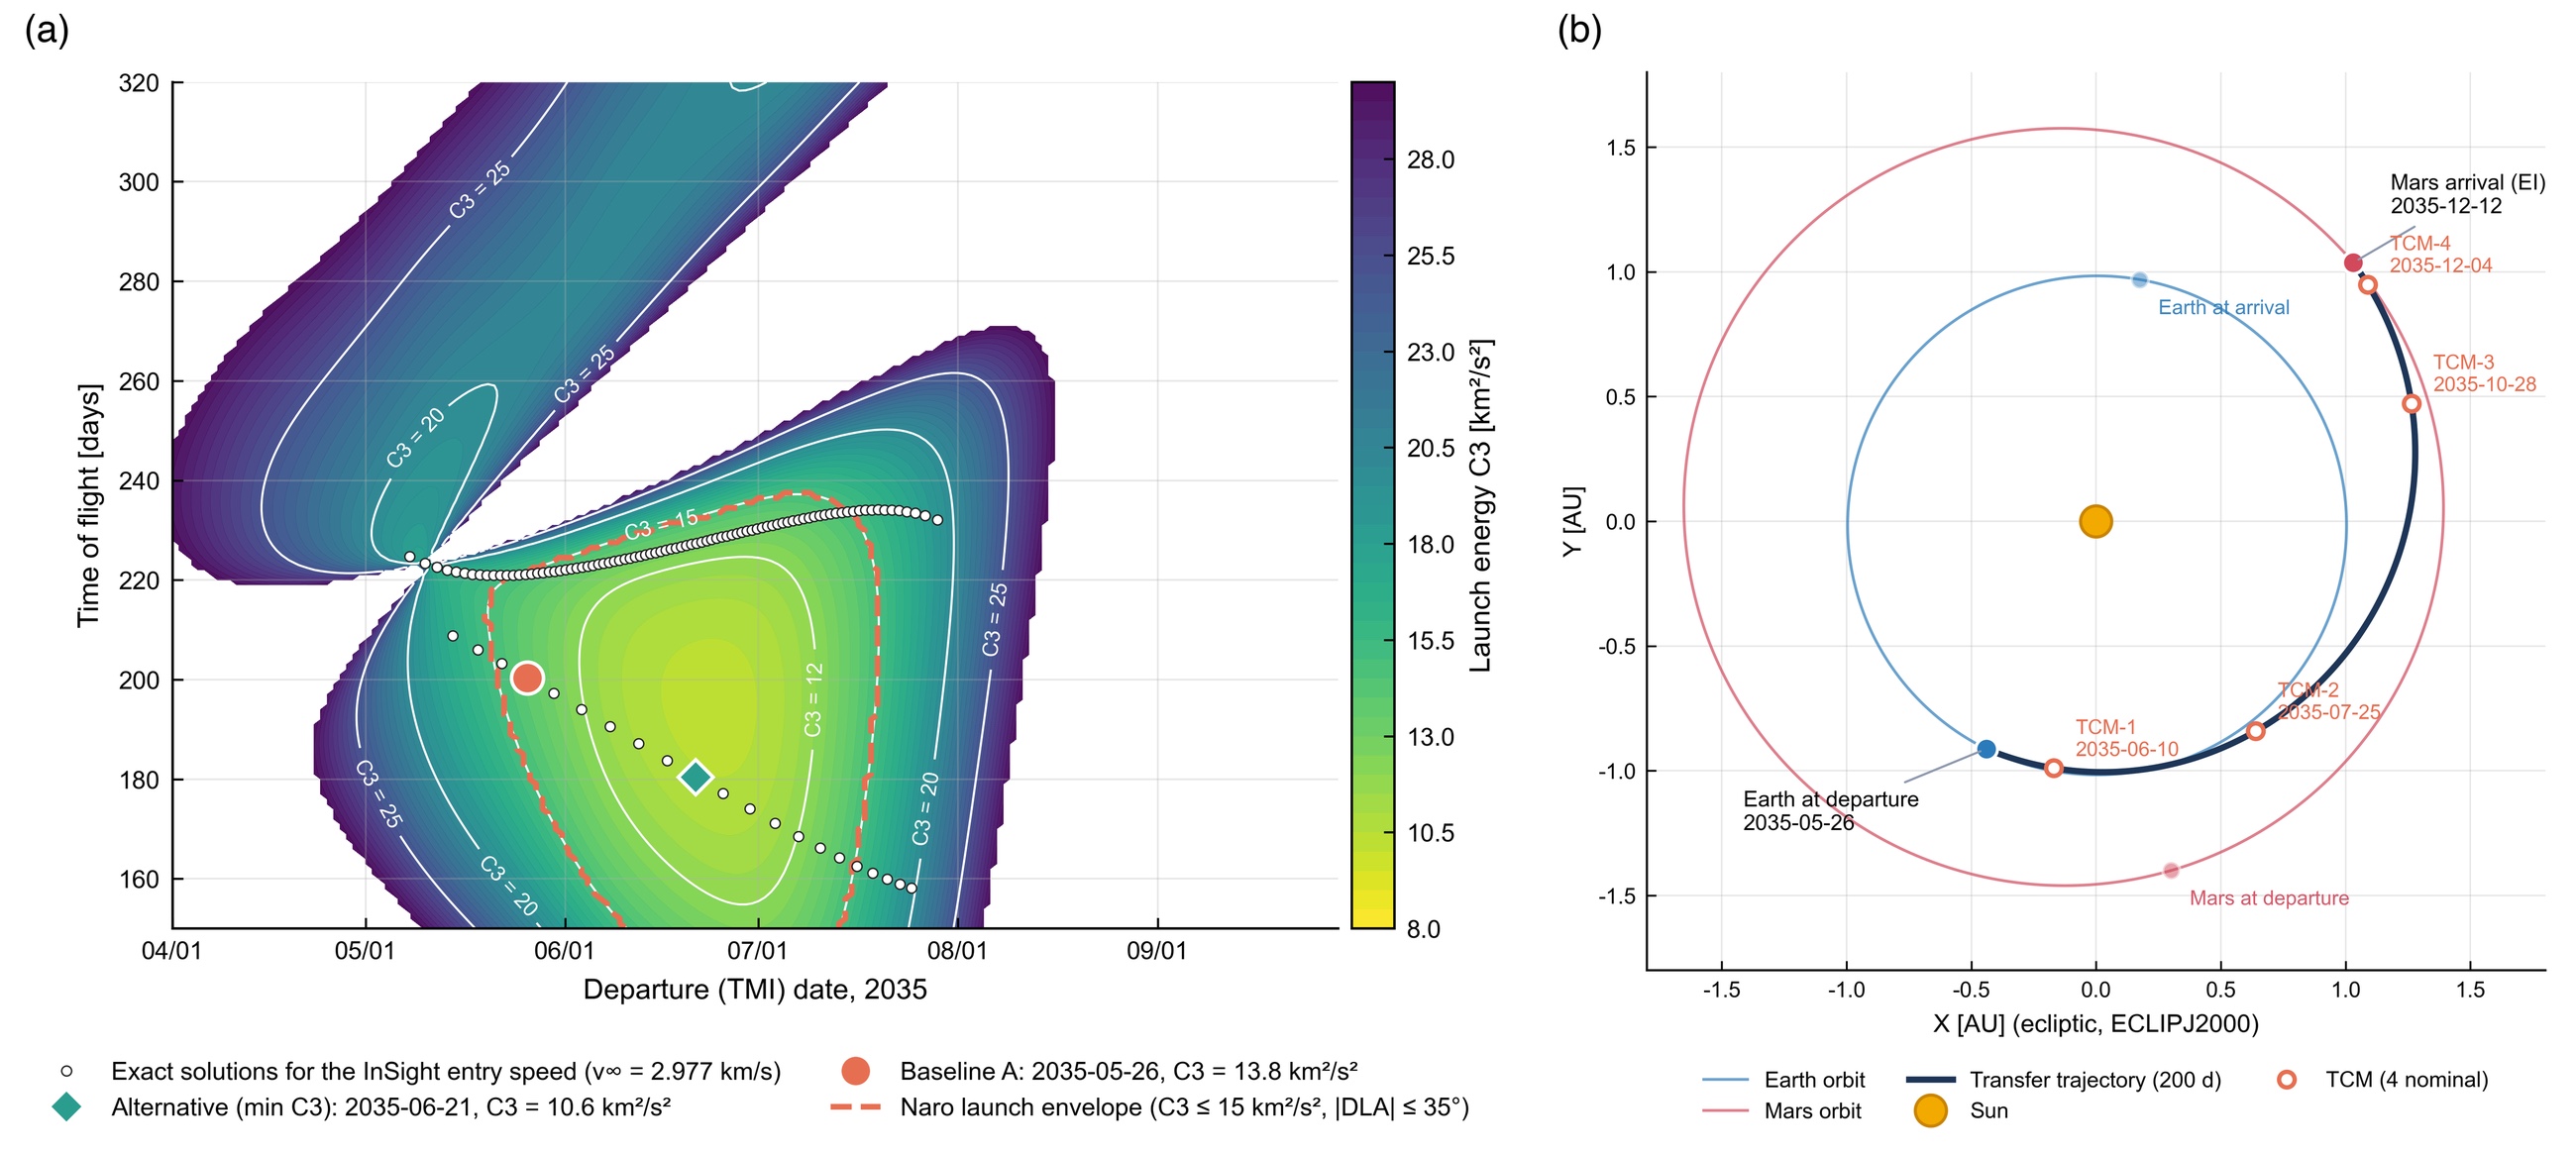 (a)
320
300
280
260
240
220
200
180
160
Time of flight [days]
04/01
05/01
06/01
07/01
08/01
09/01
Departure (TMI) date, 2035
C3 = 25
C3 = 25
C3 = 20
C3 = 15
C3 = 12
C3 = 25
C3 = 20
C3 = 25
C3 = 20
28.0
25.5
23.0
20.5
18.0
15.5
13.0
10.5
8.0
Launch energy C3 [km²/s²]
Exact solutions for the InSight entry speed (v∞ = 2.977 km/s)
Alternative (min C3): 2035-06-21, C3 = 10.6 km²/s²
Baseline A: 2035-05-26, C3 = 13.8 km²/s²
Naro launch envelope (C3 ≤ 15 km²/s², |DLA| ≤ 35°)
(b)
1.5
1.0
0.5
0.0
-0.5
-1.0
-1.5
Y [AU]
Mars arrival (EI)
2035-12-12
TCM-4
2035-12-04
Earth at arrival
TCM-3
2035-10-28
TCM-2
2035-07-25
TCM-1
2035-06-10
Earth at departure
2035-05-26
Mars at departure
-1.5
-1.0
-0.5
0.0
0.5
1.0
1.5
X [AU] (ecliptic, ECLIPJ2000)
Earth orbit
Mars orbit
Transfer trajectory (200 d)
Sun
TCM (4 nominal)